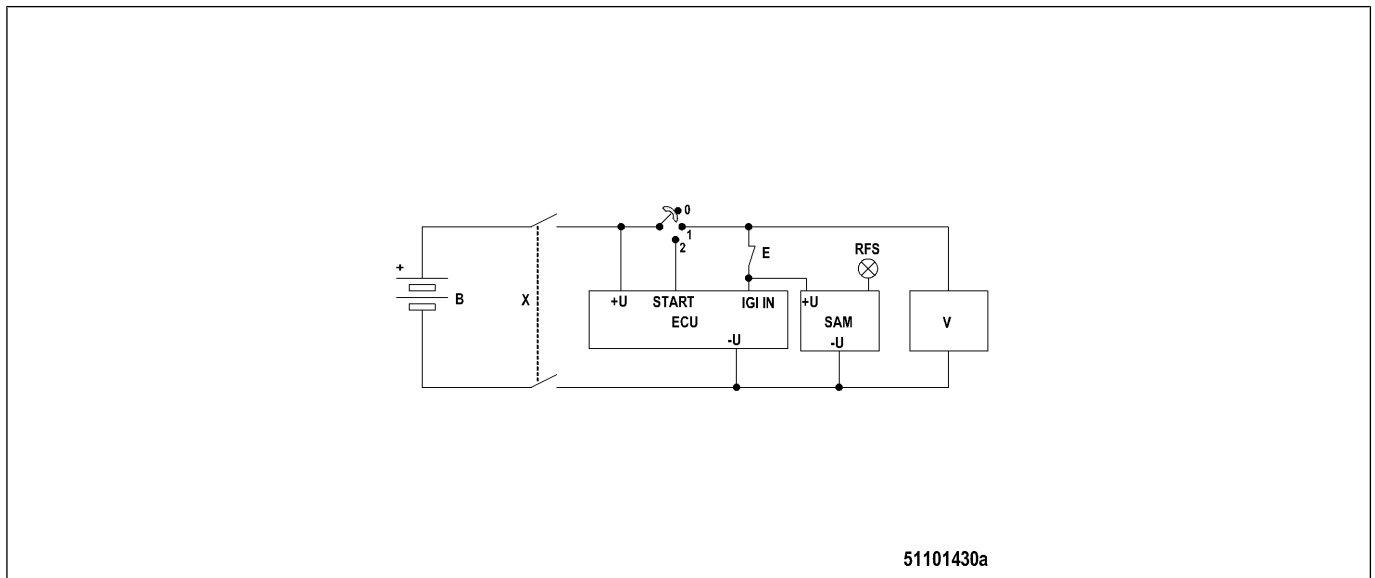 0
1
2
E
RFS
+
B
X
+U START IGI IN
ECU
-U
+U
SAM
-U
V
51101430a